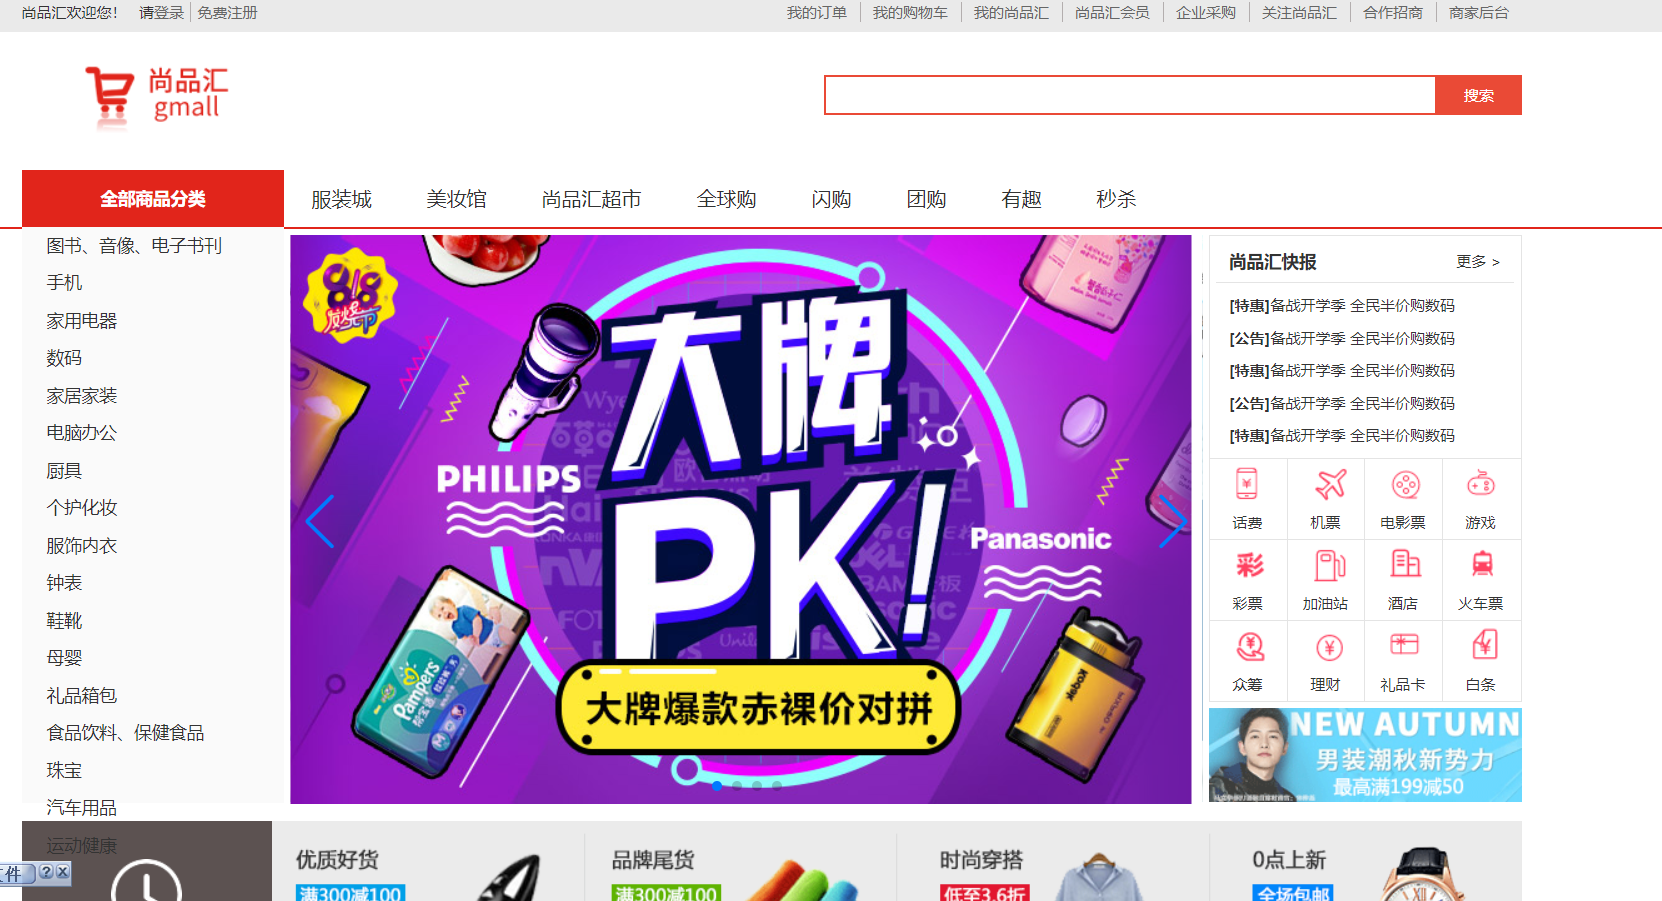 尚品汇欢迎您！ 请登录 免费注册
我的订单 我的购物车 我的尚品汇 尚品汇会员 企业采购 关注尚品汇 合作招商 商家后台
尚品汇
gmall
搜索
全部商品分类 服装城 美妆馆 尚品汇超市 全球购 闪购 团购 有趣 秒杀
图书、音像、电子书刊
手机
家用电器
数码
家居家装
电脑办公
厨具
个护化妆
服饰内衣
钟表
鞋靴
母婴
礼品箱包
食品饮料、保健食品
珠宝
汽车用品
运动健康
818
发烧节
大牌
PK!
PHILIPS
Panasonic
Pampers
帮宝适
Kodak
大牌爆款赤裸价对拼
尚品汇快报 更多 >
[特惠]备战开学季 全民半价购数码
[公告]备战开学季 全民半价购数码
[特惠]备战开学季 全民半价购数码
[公告]备战开学季 全民半价购数码
[特惠]备战开学季 全民半价购数码
话费 机票 电影票 游戏
彩票 加油站 酒店 火车票
众筹 理财 礼品卡 白条
NEW AUTUMN
男装潮秋新势力
最高满199减50
优质好货
满300减100
品牌尾货
满300减100
时尚穿搭
低至3.6折
0点上新
全场包邮
件